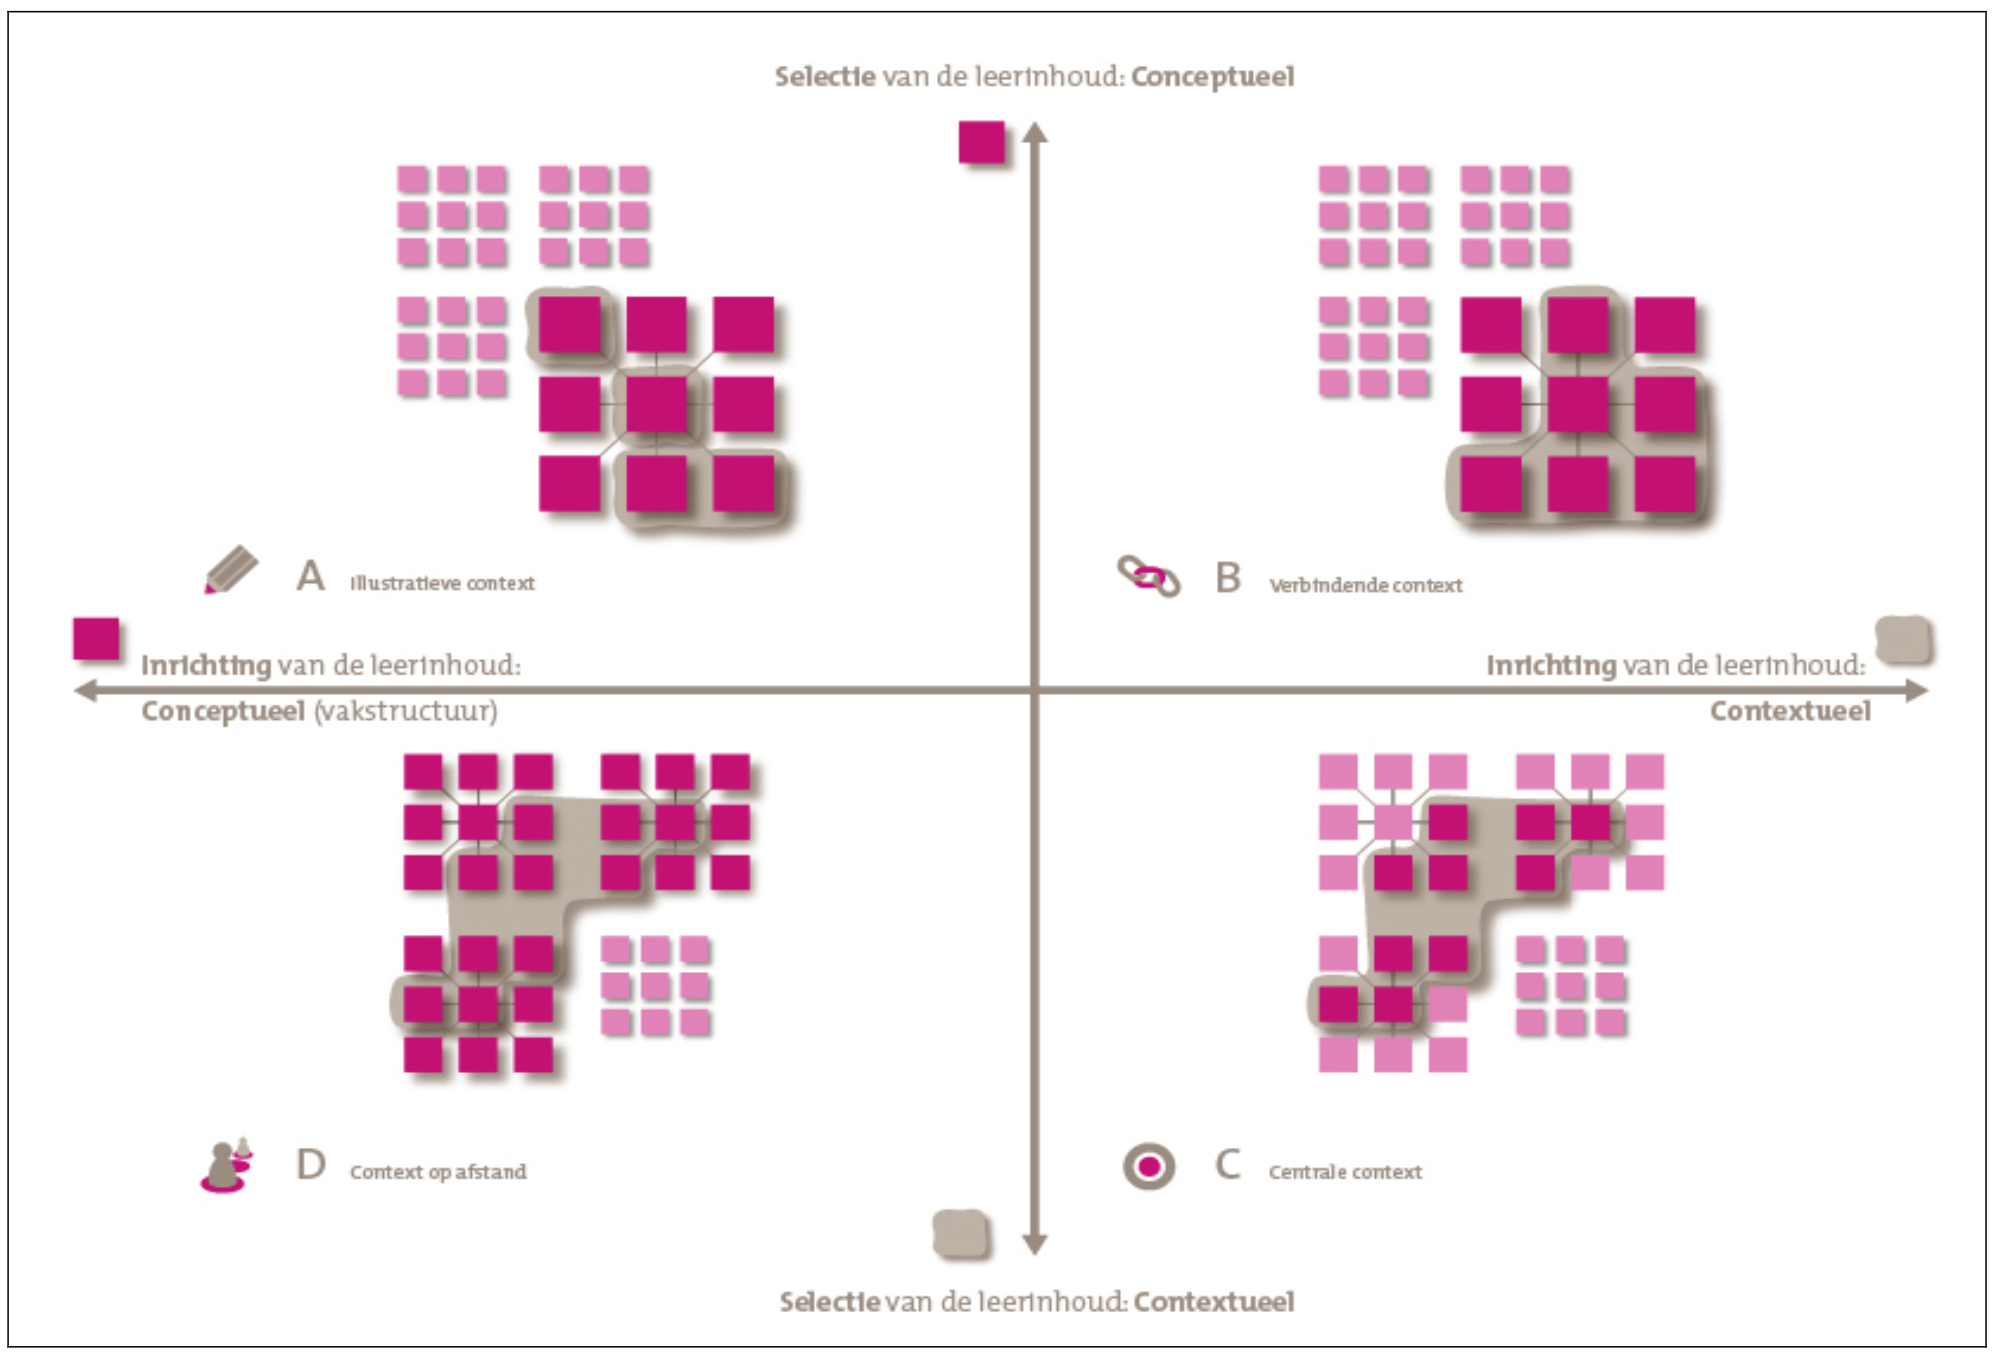 Selectie van de leerinhoud: Conceptueel
A Illustratieve context
B Verbindende context
Inrichting van de leerinhoud:
Conceptueel (vakstructuur)
Inrichting van de leerinhoud:
Contextueel
D Context op afstand
C Centrale context
Selectie van de leerinhoud: Contextueel